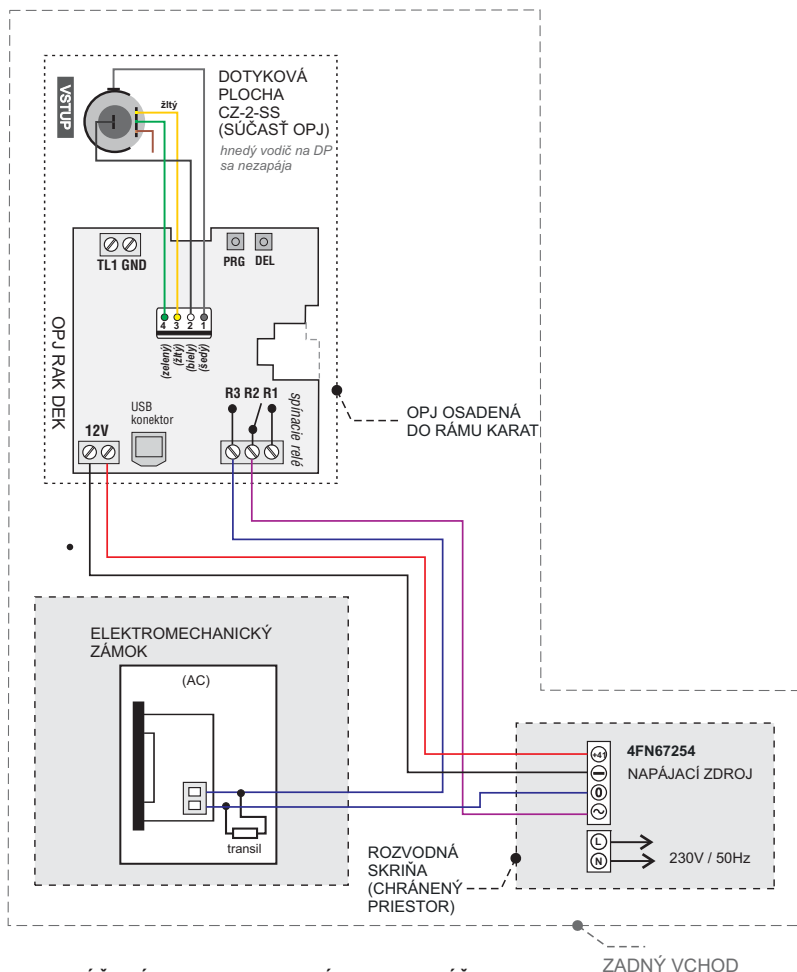 VSTUP
žltý
DOTYKOVÁ
PLOCHA
CZ-2-SS
(SÚČASŤ OPJ)
hnedý vodič na DP
sa nezapája
TL1 GND
PRG DEL
4 3 2 1
(zelený)
(žltý)
(biely)
(šedý)
OPJ RAK DEK
USB
konektor
12V
R3 R2 R1
spínacie relé
OPJ OSADENÁ
DO RÁMU KARAT
ELEKTROMECHANICKÝ
ZÁMOK
(AC)
transil
+41
4FN67254
NAPÁJACÍ ZDROJ
0
L
N
230V / 50Hz
ROZVODNÁ
SKRIŇA
(CHRÁNENÝ
PRIESTOR)
ZADNÝ VCHOD